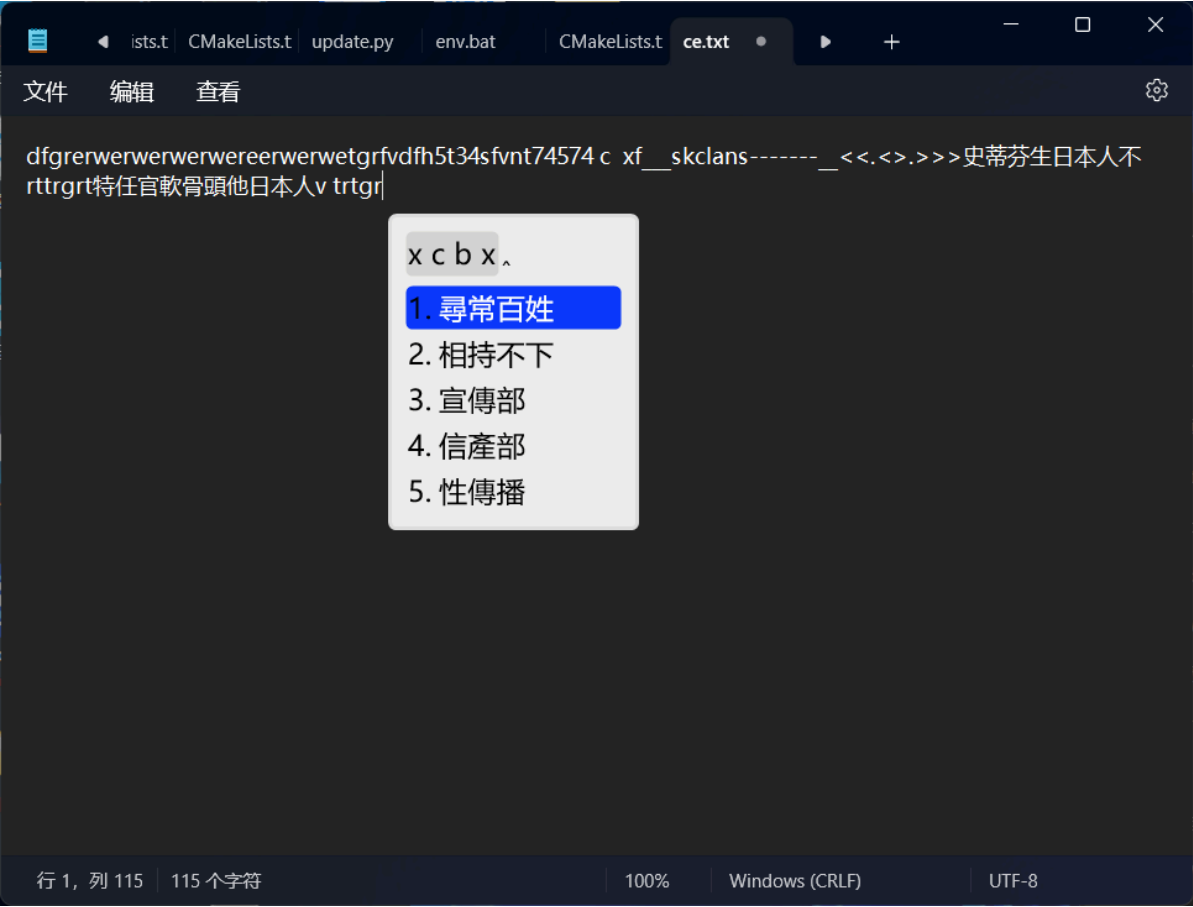 ists.t CMakeLists.t update.py env.bat CMakeLists.t ce.txt
文件 编辑 查看
dfgrerwerwerwerwereerwerwetgrfvdfh5t34sfvnt74574 c  xf__skclans-------_<<.<>.>>>史蒂芬生日本人不
rttrgrt特任官軟骨頭他日本人v trtgr
x c b x‸
1. 尋常百姓
2. 相持不下
3. 宣傳部
4. 信產部
5. 性傳播
行 1，列 115 115 个字符 100% Windows (CRLF) UTF-8